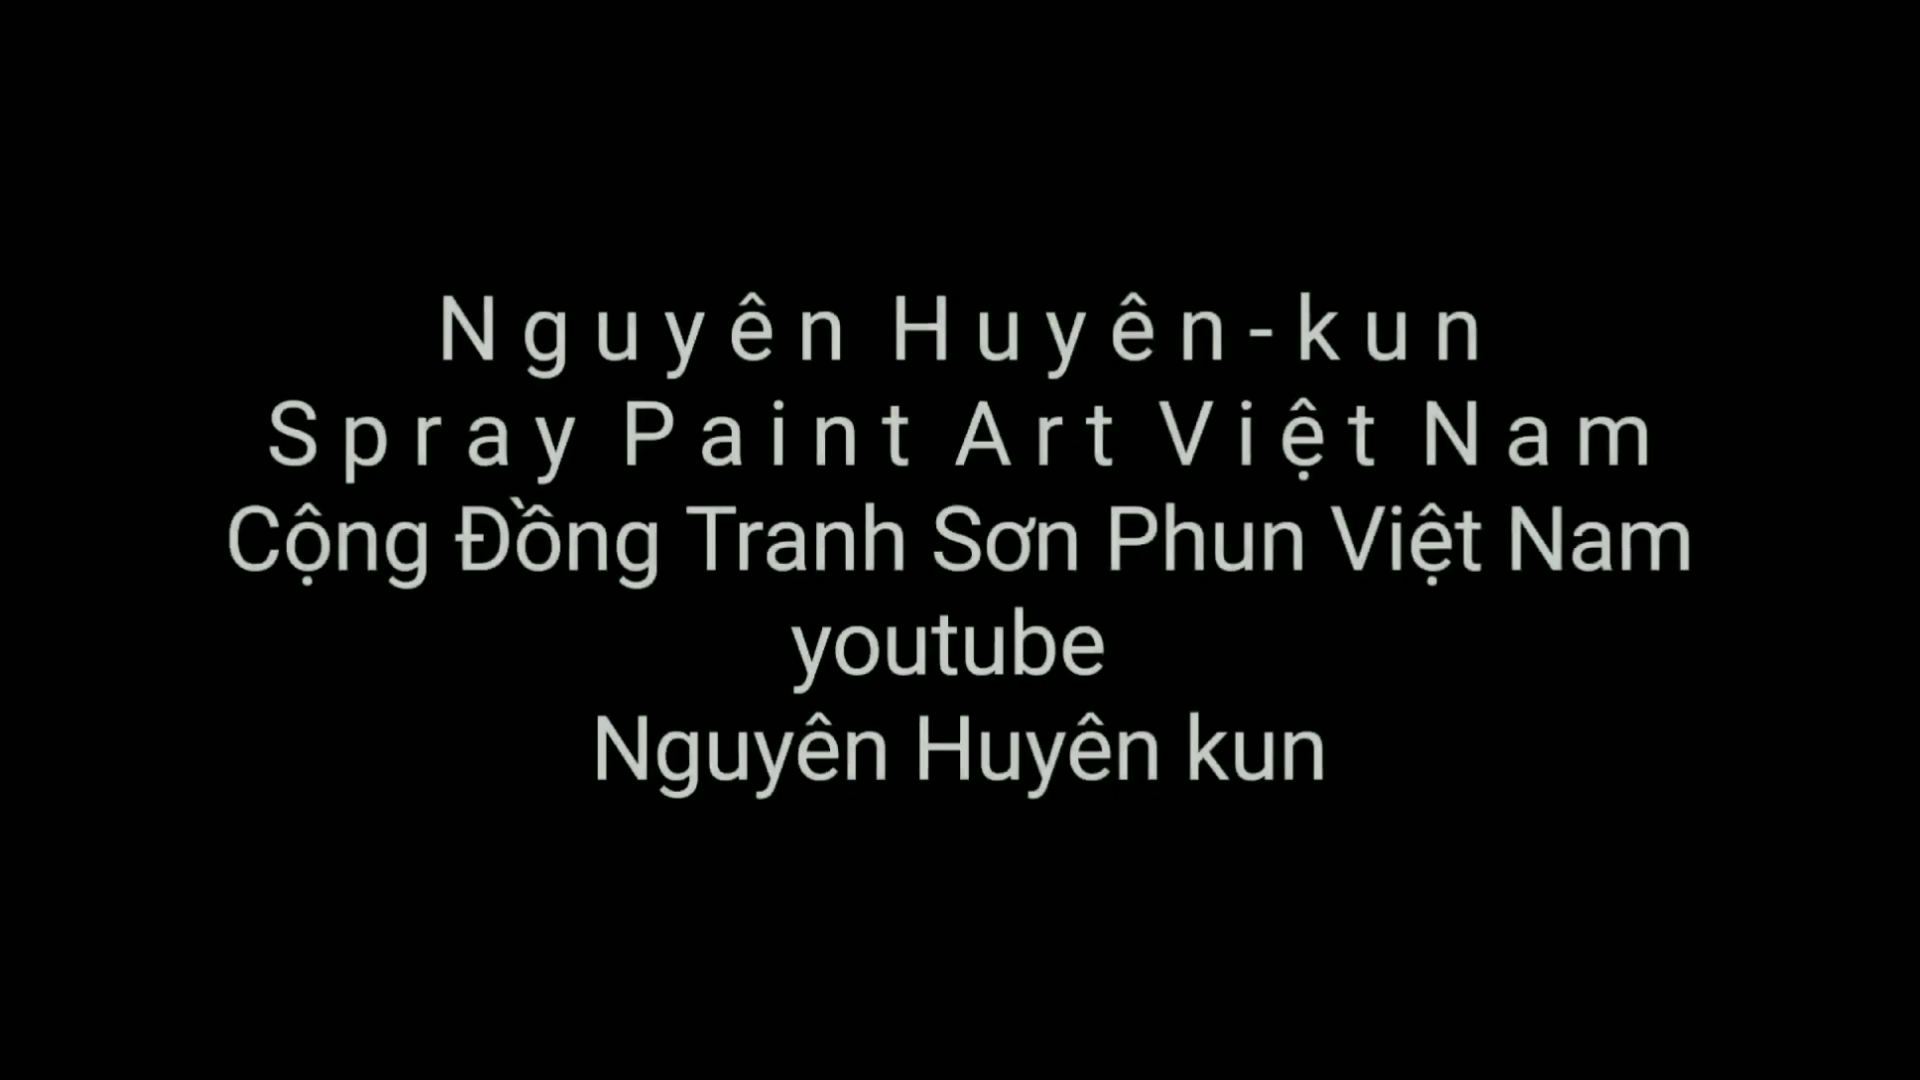 Nguyên Huyên-kun
Spray Paint Art Việt Nam
Cộng Đồng Tranh Sơn Phun Việt Nam
youtube
Nguyên Huyên kun